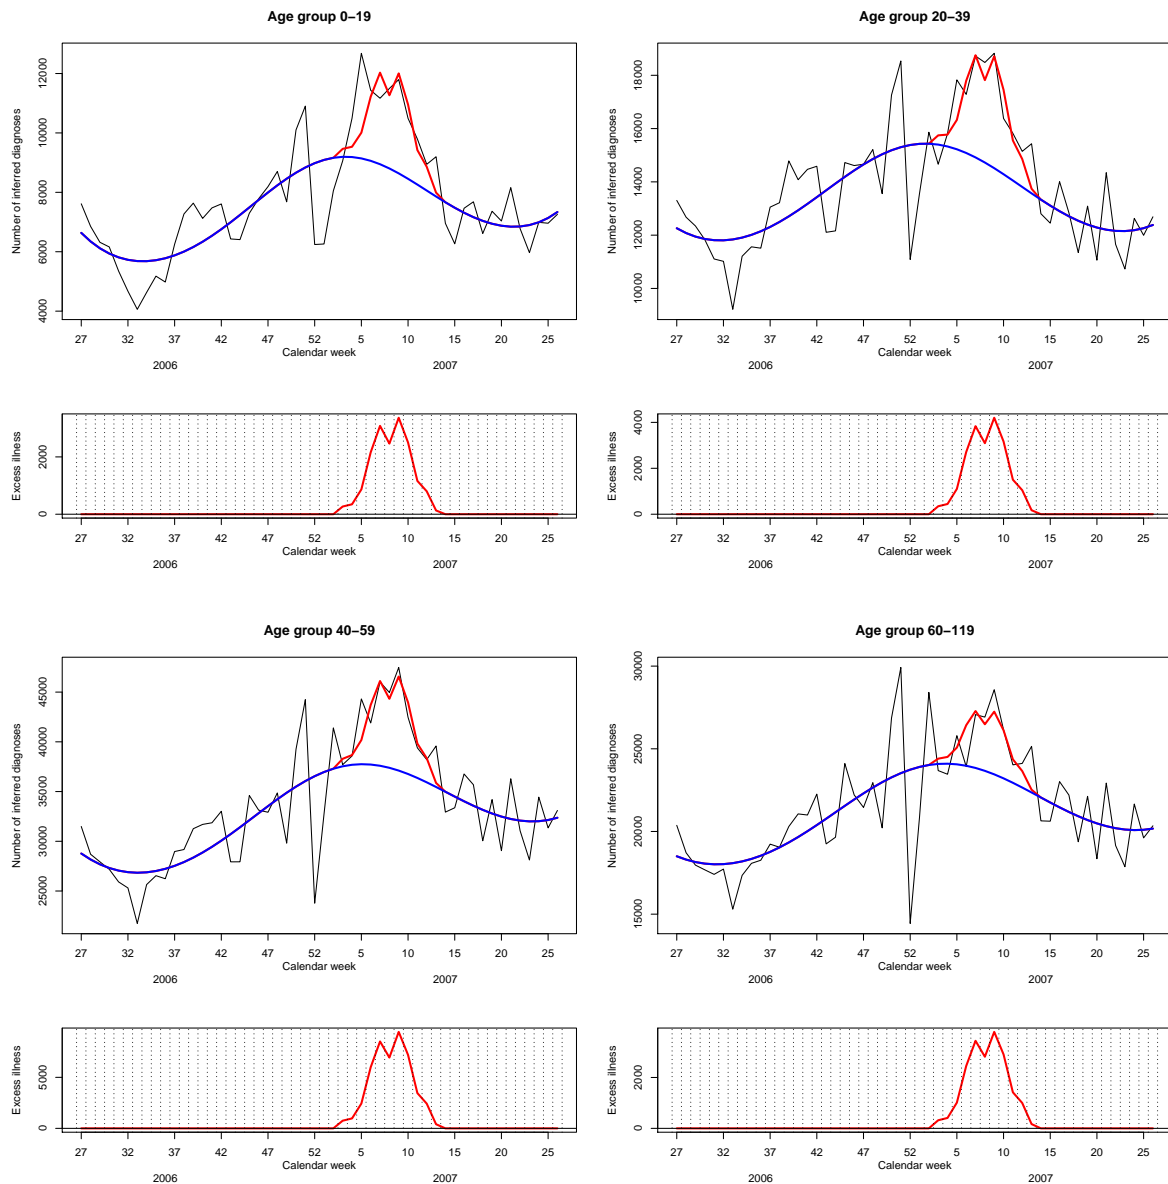 Age group 0−19
Number of inferred diagnoses
4000 6000 8000 10000 12000
27 32 37 42 47 52 5 10 15 20 25
Calendar week
2006 2007
Excess illness
0 2000
27 32 37 42 47 52 5 10 15 20 25
Calendar week
2006 2007
Age group 20−39
Number of inferred diagnoses
10000 12000 14000 16000 18000
27 32 37 42 47 52 5 10 15 20 25
Calendar week
2006 2007
Excess illness
0 2000 4000
27 32 37 42 47 52 5 10 15 20 25
Calendar week
2006 2007
Age group 40−59
Number of inferred diagnoses
25000 30000 35000 40000 45000
27 32 37 42 47 52 5 10 15 20 25
Calendar week
2006 2007
Excess illness
0 5000
27 32 37 42 47 52 5 10 15 20 25
Calendar week
2006 2007
Age group 60−119
Number of inferred diagnoses
15000 20000 25000 30000
27 32 37 42 47 52 5 10 15 20 25
Calendar week
2006 2007
Excess illness
0 2000
27 32 37 42 47 52 5 10 15 20 25
Calendar week
2006 2007